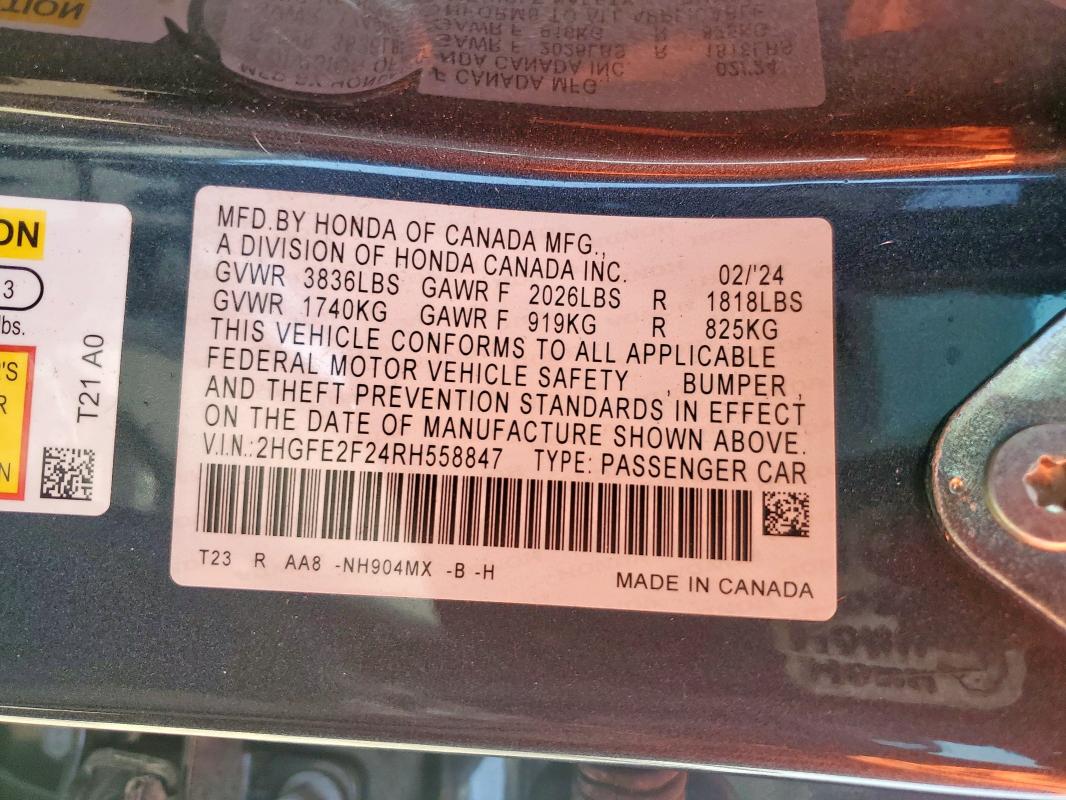 MFD.BY HONDA OF CANADA MFG.,
A DIVISION OF HONDA CANADA INC. 02/'24
GVWR 3836LBS GAWR F 2026LBS R 1818LBS
GVWR 1740KG GAWR F 919KG R 825KG
THIS VEHICLE CONFORMS TO ALL APPLICABLE
FEDERAL MOTOR VEHICLE SAFETY , BUMPER ,
AND THEFT PREVENTION STANDARDS IN EFFECT
ON THE DATE OF MANUFACTURE SHOWN ABOVE.
V.I.N.:2HGFE2F24RH558847 TYPE: PASSENGER CAR
T23 R AA8 -NH904MX -B -H
MADE IN CANADA
ON
3
lbs.
'S
R
N
T21 A0